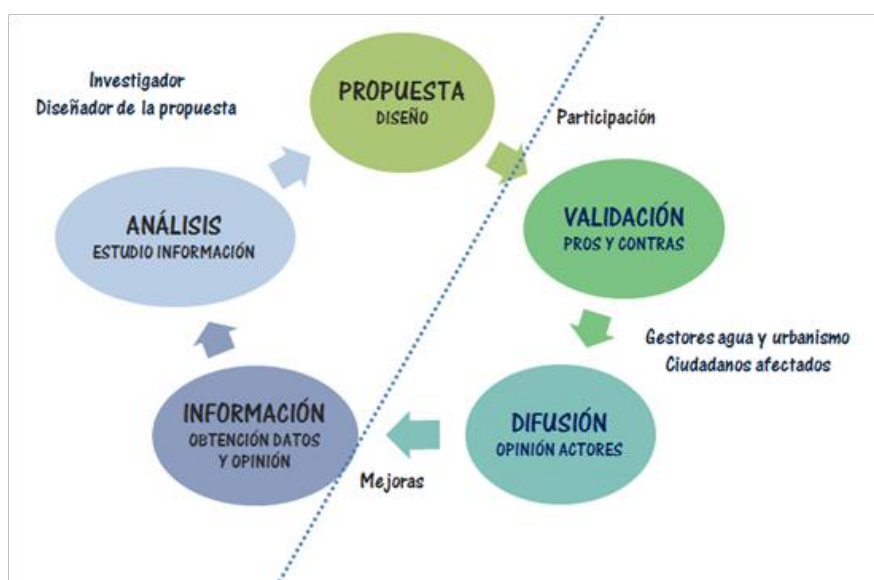 Investigador
Diseñador de la propuesta
PROPUESTA
DISEÑO
Participación
ANÁLISIS
ESTUDIO INFORMACIÓN
VALIDACIÓN
PROS Y CONTRAS
Gestores agua y urbanismo
Ciudadanos afectados
INFORMACIÓN
OBTENCIÓN DATOS
Y OPINIÓN
DIFUSIÓN
OPINIÓN ACTORES
Mejoras